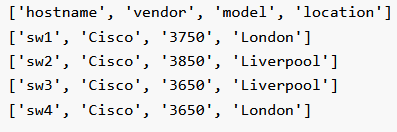 ['hostname', 'vendor', 'model', 'location']
['sw1', 'Cisco', '3750', 'London']
['sw2', 'Cisco', '3850', 'Liverpool']
['sw3', 'Cisco', '3650', 'Liverpool']
['sw4', 'Cisco', '3650', 'London']